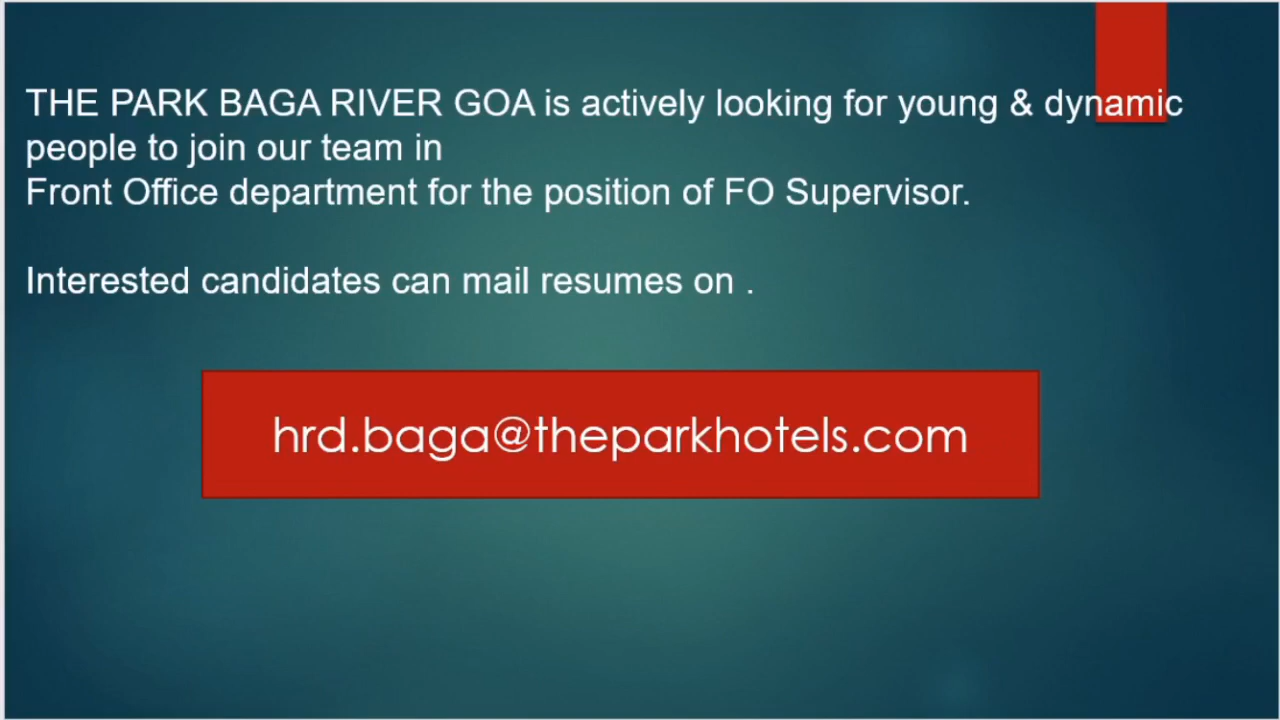 THE PARK BAGA RIVER GOA is actively looking for young & dynamic
people to join our team in
Front Office department for the position of FO Supervisor.
Interested candidates can mail resumes on .
hrd.baga@theparkhotels.com